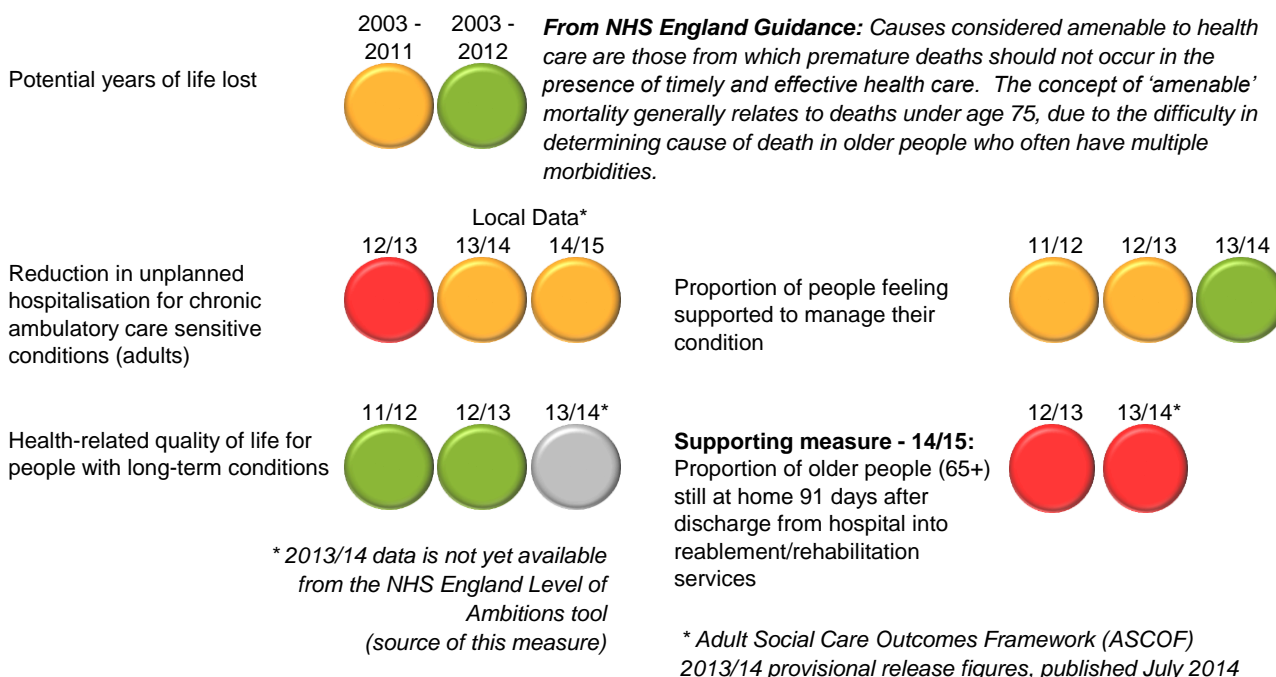 2003 -
2011
2003 -
2012
Potential years of life lost
From NHS England Guidance: Causes considered amenable to health
care are those from which premature deaths should not occur in the
presence of timely and effective health care. The concept of ‘amenable’
mortality generally relates to deaths under age 75, due to the difficulty in
determining cause of death in older people who often have multiple
morbidities.
Local Data*
12/13 13/14 14/15
Reduction in unplanned
hospitalisation for chronic
ambulatory care sensitive
conditions (adults)
11/12 12/13 13/14
Proportion of people feeling
supported to manage their
condition
11/12 12/13 13/14*
Health-related quality of life for
people with long-term conditions
* 2013/14 data is not yet available
from the NHS England Level of
Ambitions tool
(source of this measure)
12/13 13/14*
Supporting measure - 14/15:
Proportion of older people (65+)
still at home 91 days after
discharge from hospital into
reablement/rehabilitation
services
* Adult Social Care Outcomes Framework (ASCOF)
2013/14 provisional release figures, published July 2014